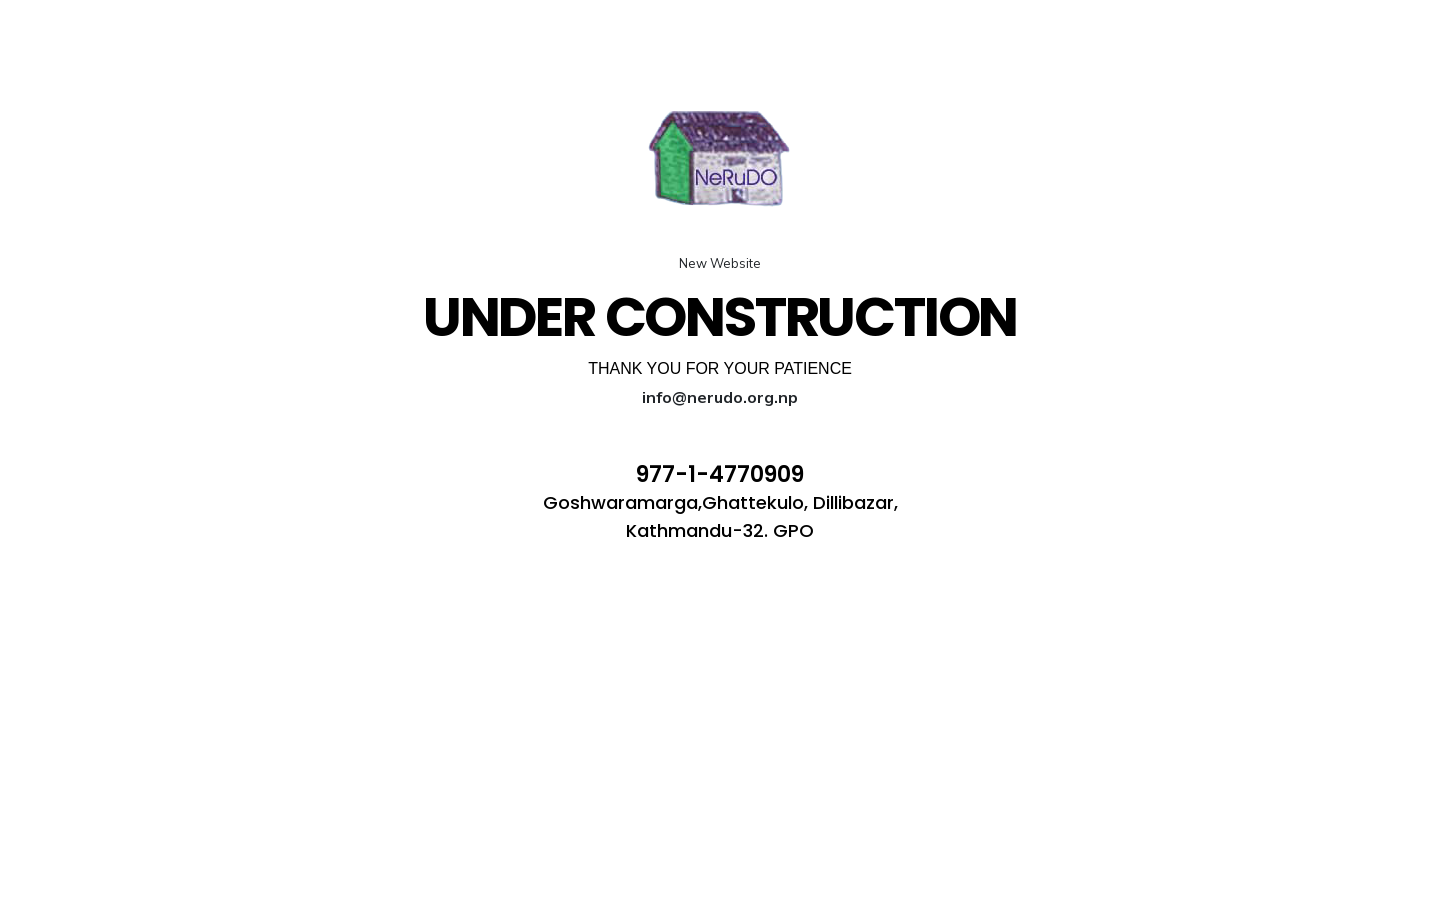 NeRuDO
New Website
UNDER CONSTRUCTION
THANK YOU FOR YOUR PATIENCE
info@nerudo.org.np
977-1-4770909
Goshwaramarga,Ghattekulo, Dillibazar,
Kathmandu-32. GPO